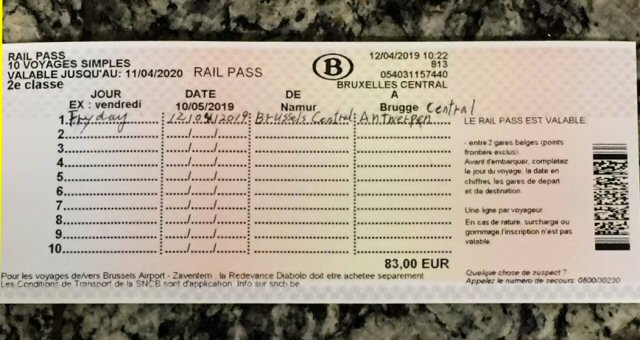 RAIL PASS
10 VOYAGES SIMPLES
VALABLE JUSQU'AU: 11/04/2020 RAIL PASS
2e classe
B
12/04/2019 10:22
813
054031157440
BRUXELLES CENTRAL
JOUR DATE DE A
EX : vendredi 10/05/2019 Namur Brugge
1. Fryday 12/04/2019 Brussels Central Antwerpen Central
2. / /
3. / /
4. / /
5. / /
6. / /
7. / /
8. / /
9. / /
10. / /
83,00 EUR
LE RAIL PASS EST VALABLE
- entre 2 gares belges (points
frontière exclus).
Avant d'embarquer, complétez
le jour du voyage, la date en
chiffres, les gares de départ
et de destination.
Une ligne par voyageur
En cas de rature, surcharge ou
gommage,l'inscription n'est pas
valable.
Pour les voyages de/vers Brussels Airport - Zaventem , la Redevance Diabolo doit être achetée séparément
Les Conditions de Transport de la SNCB sont d'application. Info sur sncb.be
Quelque chose de suspect ?
Appelez le numéro de secours: 0800/30230